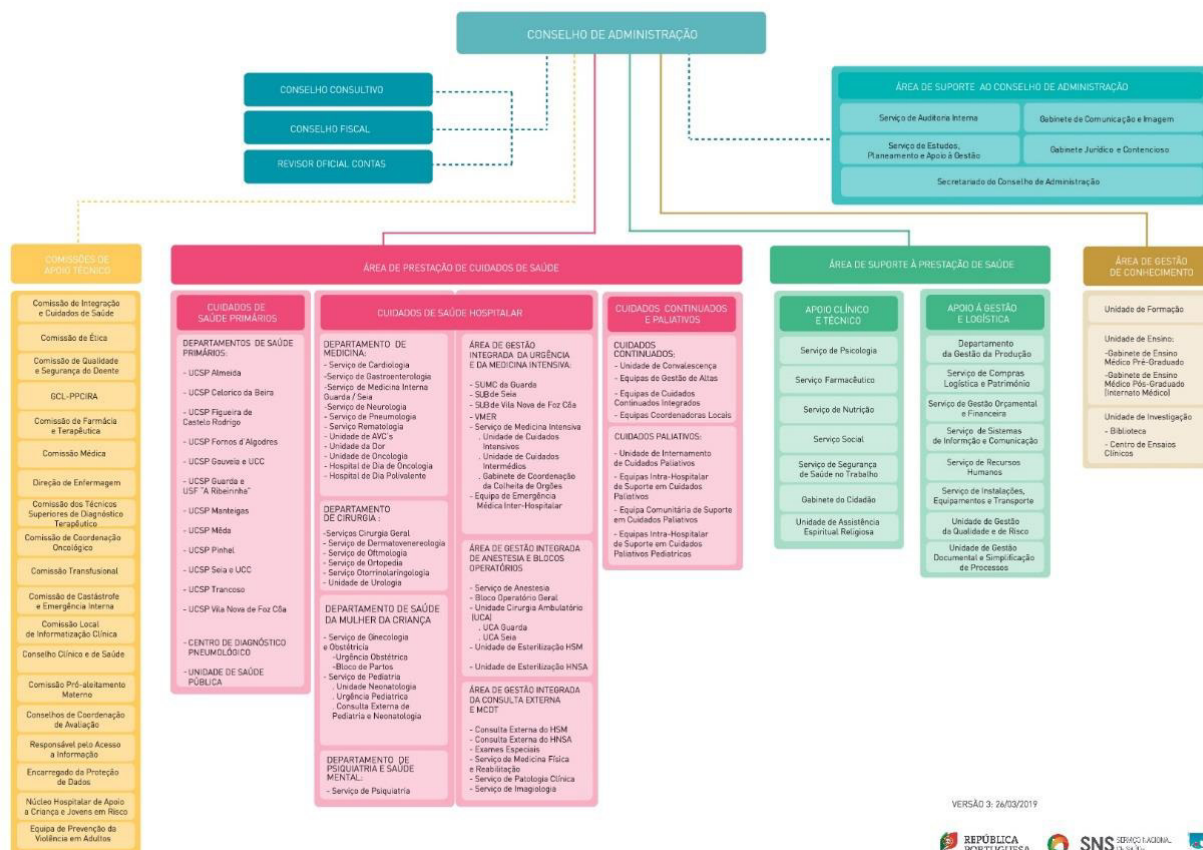 CONSELHO DE ADMINISTRAÇÃO
CONSELHO CONSULTIVO
CONSELHO FISCAL
REVISOR OFICIAL CONTAS
ÁREA DE SUPORTE AO CONSELHO DE ADMINISTRAÇÃO
Serviço de Auditoria Interna
Gabinete de Comunicação e Imagem
Serviço de Estudos,
Planeamento e Apoio à Gestão
Gabinete Jurídico e Contencioso
Secretariado do Conselho de Administração
COMISSÕES DE
APOIO TÉCNICO
Comissão de Integração
e Cuidados de Saúde
Comissão de Ética
Comissão de Qualidade
e Segurança do Doente
GCL-PPCIRA
Comissão de Farmácia
e Terapêutica
Comissão Médica
Direção de Enfermagem
Comissão dos Técnicos
Superiores de Diagnóstico
Terapêutico
Comissão de Coordenação
Oncológico
Comissão Transfusional
Comissão de Castástrofe
e Emergência Interna
Comissão Local
de Informatização Clínica
Conselho Clínico e de Saúde
Comissão Pró-aleitamento
Materno
Conselhos de Coordenação
de Avaliação
Responsável pelo Acesso
a Informação
Encarregado da Proteção
de Dados
Núcleo Hospitalar de Apoio
a Criança e Jovens em Risco
Equipa de Prevenção da
Violência em Adultos
ÁREA DE PRESTAÇÃO DE CUIDADOS DE SAÚDE
CUIDADOS DE
SAÚDE PRIMÁRIOS
DEPARTAMENTOS DE SAÚDE
PRIMÁRIOS:
- UCSP Almeida
- UCSP Celorico da Beira
- UCSP Figueira de
Castelo Rodrigo
- UCSP Fornos d'Algodres
- UCSP Gouveia e UCC
- UCSP Guarda e
USF "A Ribeirinha"
- UCSP Manteigas
- UCSP Mêda
- UCSP Pinhel
- UCSP Seia e UCC
- UCSP Trancoso
- UCSP Vila Nova de Foz Côa
- CENTRO DE DIAGNÓSTICO
PNEUMOLÓGICO
- UNIDADE DE SAÚDE
PÚBLICA
CUIDADOS DE SAÚDE HOSPITALAR
DEPARTAMENTO DE
MEDICINA:
- Serviço de Cardiologia
- Serviço de Gastroenterologia
-Serviço de Medicina Interna
Guarda / Seia
-Serviço de Neurologia
- Serviço de Pneumologia
- Serviço Rematologia
- Unidade de AVC's
- Unidade da Dor
- Unidade de Oncologia
- Hospital de Dia de Oncologia
- Hospital de Dia Polivalente
DEPARTAMENTO
DE CIRURGIA :
-Serviças Cirurgia Geral
- Serviço de Dermatovenereologia
- Serviço de Oftmologia
- Serviço de Ortopedia
- Serviço Otorrinolaringologia
- Unidade de Urologia
DEPARTAMENTO DE SAÚDE
DA MULHER DA CRIANÇA
- Serviço de Ginecologia
e Obstétricia
-Urgência Obstétrica
-Bloco de Partos
- Serviço de Pediatria
. Unidade Neonatologia
. Urgência Pediatrica
. Consulta Externa de
Pediatria e Neonatologia
DEPARTAMENTO DE
PSIQUIATRIA E SAÚDE
MENTAL:
- Serviço de Psiquiatria
ÁREA DE GESTÃO
INTEGRADA DA URGÊNCIA
E DA MEDICINA INTENSIVA:
- SUMC da Guarda
- SUB de Seia
- SUB de Vila Nova de Foz Côa
- VMER
- Serviço de Medicina Intensiva
. Unidade de Cuidados
Intensivos
. Unidade de Cuidados
Intermédios
. Gabinete de Coordenação
da Colheita de Orgões
- Equipa de Emergência
Médica Inter-Hospitalar
ÁREA DE GESTÃO INTEGRADA
DE ANESTESIA E BLOCOS
OPERATÓRIOS
- Serviço de Anestesia
- Bloco Operatório Geral
- Unidade Cirurgia Ambulatório
(UCA)
. UCA Guarda
. UCA Seia
- Unidade de Esterilização HSM
- Unidade de Esterilização HNSA
ÁREA DE GESTÃO INTEGRADA
DA CONSULTA EXTERNA
E MCDT
- Consulta Externa do HSM
- Consulta Externa do HNSA
- Exames Especiais
- Serviço de Medicina Física
e Reabilitação
- Serviço de Patologia Clínica
- Serviço de Imagiologia
CUIDADOS CONTINUADOS
E PALIATIVOS
CUIDADOS
CONTINUADOS:
- Unidade de Convalescença
- Equipas de Gestão de Altas
- Equipas de Cuidados
Continuados Integrados
- Equipas Coordenadoras Locais
CUIDADOS PALIATIVOS:
- Unidade de Internamento
de Cuidados Paliativos
- Equipas Intra-Hospitalar
de Suporte em Cuidados
Paliativos
- Equipa Comunitária de Suporte
em Cuidados Paliativos
- Equipas Intra-Hospitalar
de Suporte em Cuidados
Paliativos Pediatricas
ÁREA DE SUPORTE À PRESTAÇÃO DE SAÚDE
APOIO CLÍNICO
E TÉCNICO
Serviço de Psicologia
Serviço Farmacêutico
Serviço de Nutrição
Serviço Social
Serviço de Segurança
de Saúde no Trabalho
Gabinete do Cidadão
Unidade de Assistência
Espiritual Religiosa
APOIO À GESTÃO
E LOGÍSTICA
Departamento
da Gestão da Produção
Serviço de Compras
Logística e Património
Serviço de Gestão Orçamental
e Financeira
Serviço de Sistemas
de Informção e Comunicação
Serviço de Recursos
Humanos
Serviço de Instalações,
Equipamentos e Transporte
Unidade de Gestão
da Qualidade e de Risco
Unidade de Gestão
Documental e Simplificação
de Processos
ÁREA DE GESTÃO
DE CONHECIMENTO
Unidade de Formação
Unidade de Ensino:
-Gabinete de Ensino
Médico Pré-Graduado
-Gabinete de Ensino
Médico Pós-Graduado
(Internato Médico)
Unidade de Investigação
- Biblioteca
- Centro de Ensaios
Clínicos
VERSÃO 3: 26/03/2019
REPÚBLICA
PORTUGUESA
SNS SERVIÇO NACIONAL